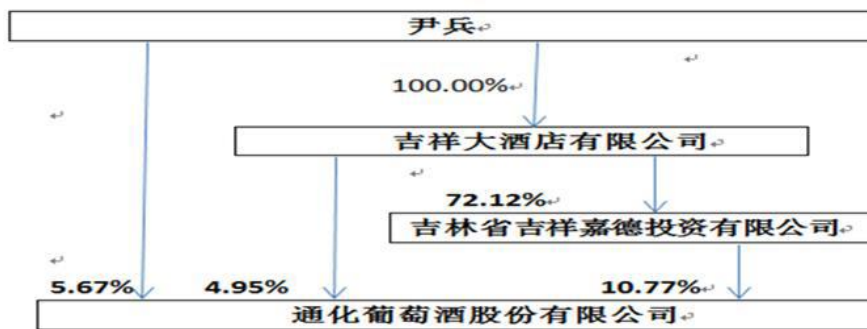 尹兵
100.00%
吉祥大酒店有限公司
72.12%
吉林省吉祥嘉德投资有限公司
5.67% 4.95% 10.77%
通化葡萄酒股份有限公司